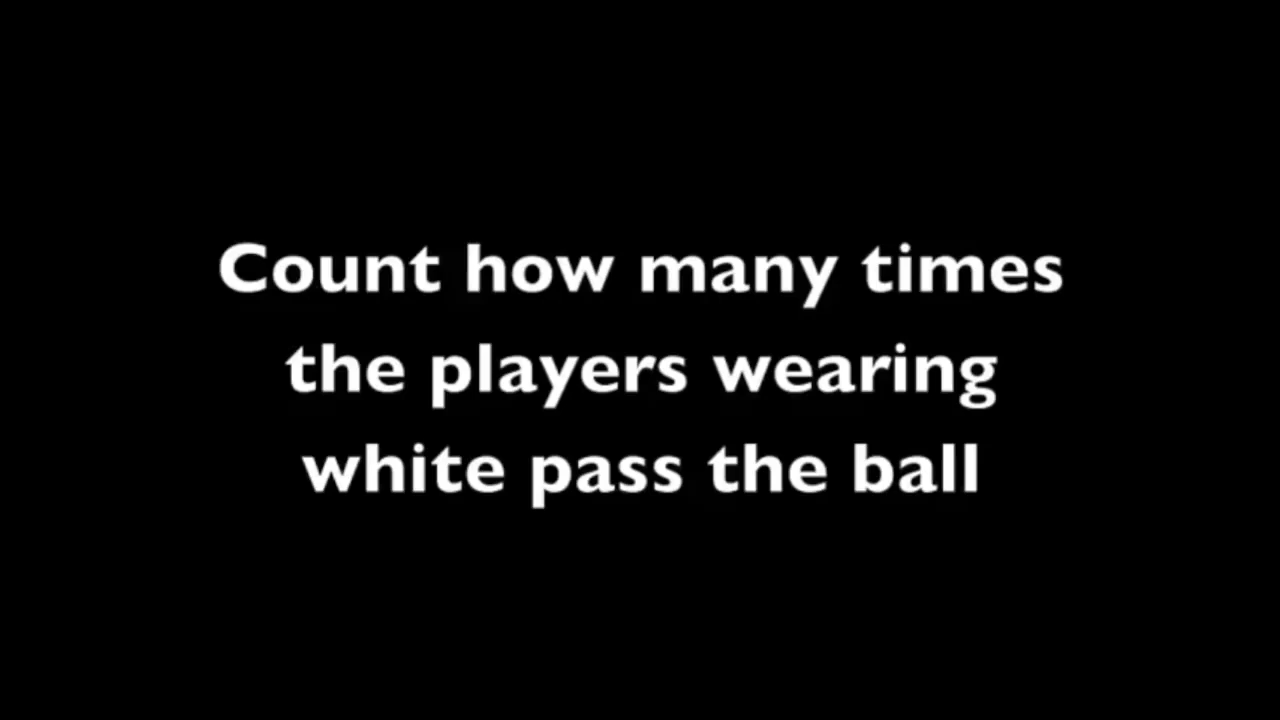 Count how many times
the players wearing
white pass the ball